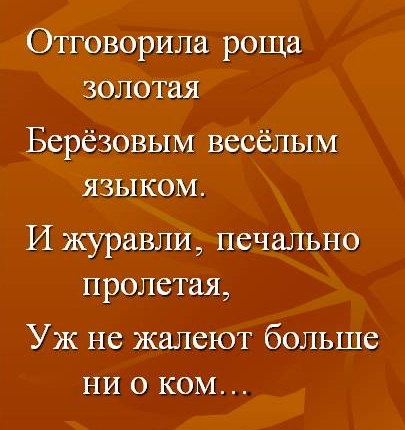 Отговорила роща
золотая
Берёзовым весёлым
языком.
И журавли, печально
пролетая,
Уж не жалеют больше
ни о ком…